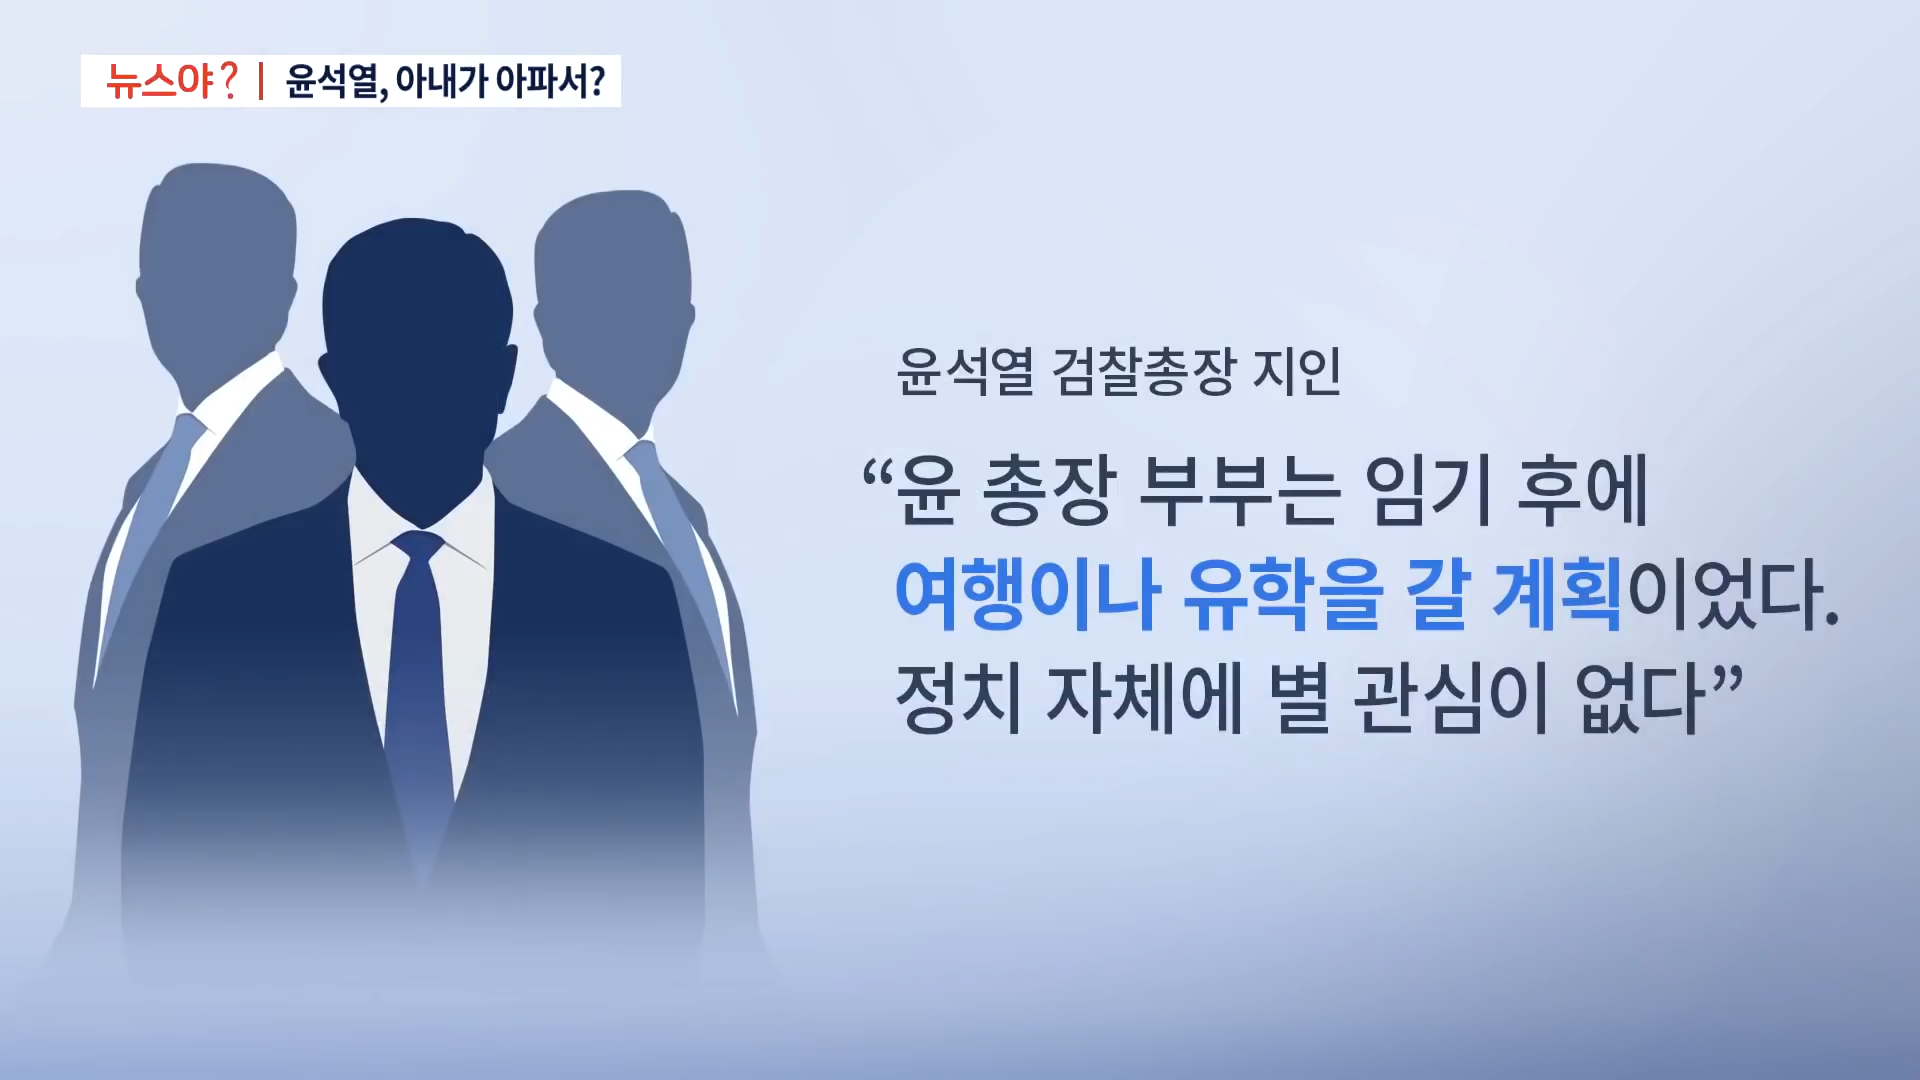 뉴스야? | 윤석열, 아내가 아파서?
윤석열 검찰총장 지인
“윤 총장 부부는 임기 후에
여행이나 유학을 갈 계획이었다.
정치 자체에 별 관심이 없다”